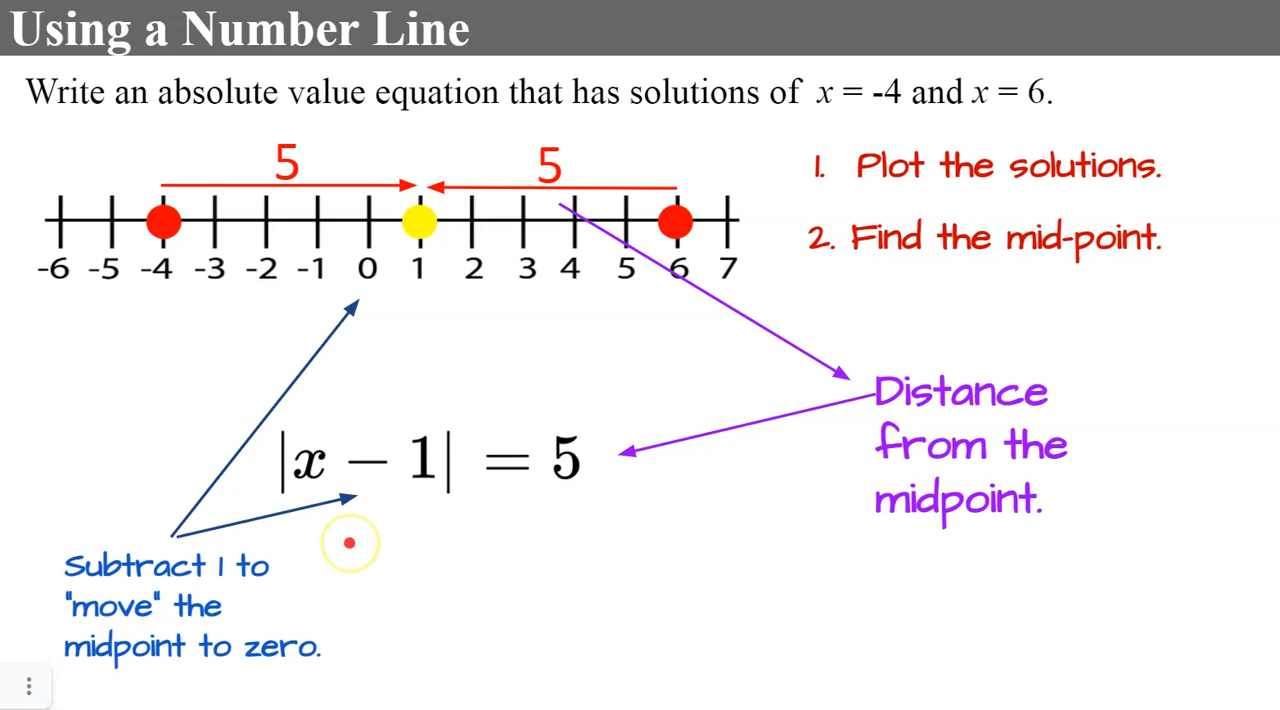 Using a Number Line
Write an absolute value equation that has solutions of x = -4 and x = 6.
5 5
-6 -5 -4 -3 -2 -1 0 1 2 3 4 5 6 7
1. Plot the solutions.
2. Find the mid-point.
Distance
from the
midpoint.
|x − 1| = 5
Subtract 1 to
"move" the
midpoint to zero.